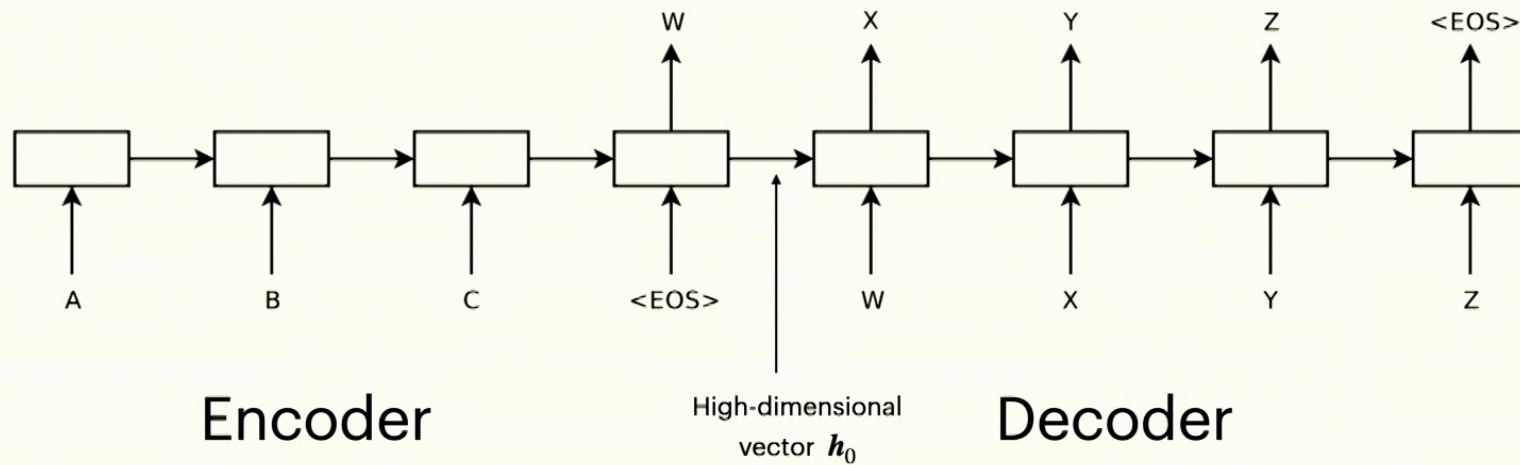 W X Y Z <EOS>
A B C <EOS> W X Y Z
Encoder
High-dimensional
vector h₀
Decoder